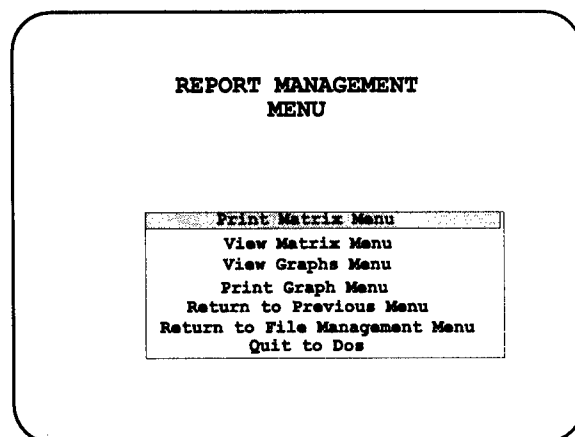 REPORT MANAGEMENT
MENU
Print Matrix Menu
View Matrix Menu
View Graphs Menu
Print Graph Menu
Return to Previous Menu
Return to File Management Menu
Quit to Dos